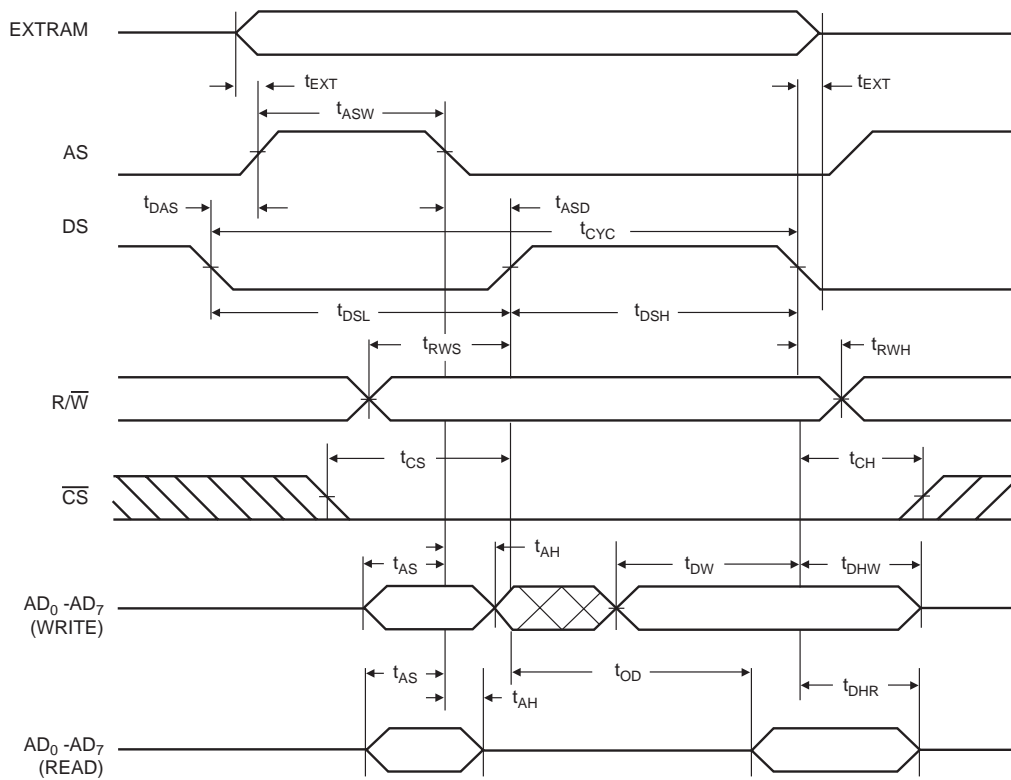 EXTRAM
tEXT
tEXT
tASW
AS
tDAS
tASD
DS
tCYC
tDSL
tDSH
tRWS
tRWH
R/W̅
tCS
tCH
C̅S̅
tAS
tAH
tDW
tDHW
AD0 -AD7
(WRITE)
tAS
tAH
tOD
tDHR
AD0 -AD7
(READ)